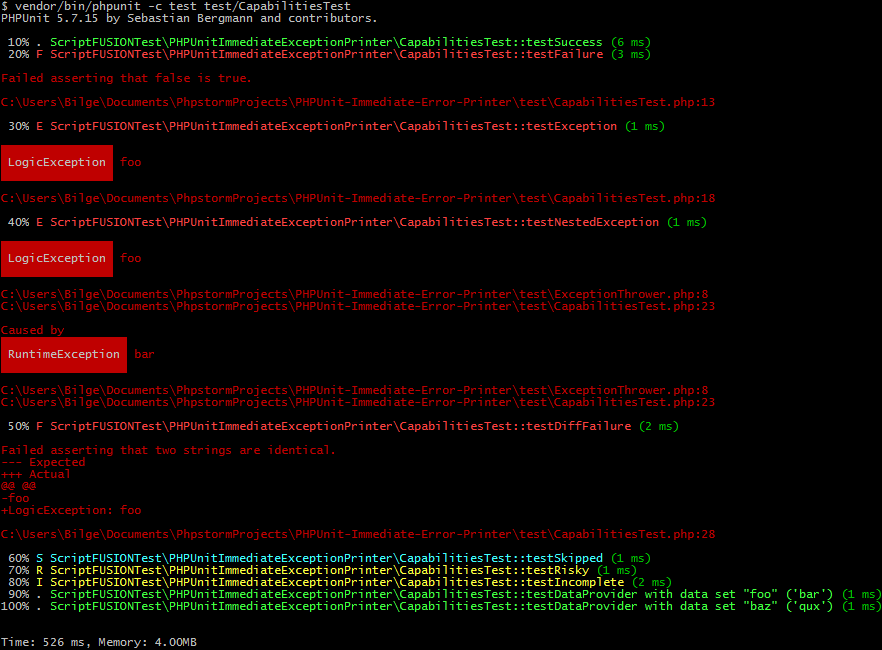 $ vendor/bin/phpunit -c test test/CapabilitiesTest
PHPUnit 5.7.15 by Sebastian Bergmann and contributors.
10% . ScriptFUSIONTest\PHPUnitImmediateExceptionPrinter\CapabilitiesTest::testSuccess (6 ms)
20% F ScriptFUSIONTest\PHPUnitImmediateExceptionPrinter\CapabilitiesTest::testFailure (3 ms)
Failed asserting that false is true.
C:\Users\Bilge\Documents\PhpstormProjects\PHPUnit-Immediate-Error-Printer\test\CapabilitiesTest.php:13
30% E ScriptFUSIONTest\PHPUnitImmediateExceptionPrinter\CapabilitiesTest::testException (1 ms)
LogicException foo
C:\Users\Bilge\Documents\PhpstormProjects\PHPUnit-Immediate-Error-Printer\test\CapabilitiesTest.php:18
40% E ScriptFUSIONTest\PHPUnitImmediateExceptionPrinter\CapabilitiesTest::testNestedException (1 ms)
LogicException foo
C:\Users\Bilge\Documents\PhpstormProjects\PHPUnit-Immediate-Error-Printer\test\ExceptionThrower.php:8
C:\Users\Bilge\Documents\PhpstormProjects\PHPUnit-Immediate-Error-Printer\test\CapabilitiesTest.php:23
Caused by
RuntimeException bar
C:\Users\Bilge\Documents\PhpstormProjects\PHPUnit-Immediate-Error-Printer\test\ExceptionThrower.php:8
C:\Users\Bilge\Documents\PhpstormProjects\PHPUnit-Immediate-Error-Printer\test\CapabilitiesTest.php:23
50% F ScriptFUSIONTest\PHPUnitImmediateExceptionPrinter\CapabilitiesTest::testDiffFailure (2 ms)
Failed asserting that two strings are identical.
--- Expected
+++ Actual
@@ @@
-foo
+LogicException: foo
C:\Users\Bilge\Documents\PhpstormProjects\PHPUnit-Immediate-Error-Printer\test\CapabilitiesTest.php:28
60% S ScriptFUSIONTest\PHPUnitImmediateExceptionPrinter\CapabilitiesTest::testSkipped (1 ms)
70% R ScriptFUSIONTest\PHPUnitImmediateExceptionPrinter\CapabilitiesTest::testRisky (1 ms)
80% I ScriptFUSIONTest\PHPUnitImmediateExceptionPrinter\CapabilitiesTest::testIncomplete (2 ms)
90% . ScriptFUSIONTest\PHPUnitImmediateExceptionPrinter\CapabilitiesTest::testDataProvider with data set "foo" ('bar') (1 ms)
100% . ScriptFUSIONTest\PHPUnitImmediateExceptionPrinter\CapabilitiesTest::testDataProvider with data set "baz" ('qux') (1 ms)
Time: 526 ms, Memory: 4.00MB